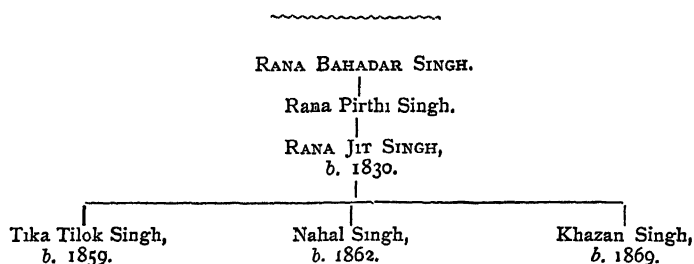 RANA BAHADAR SINGH.
Rana Pirthi Singh.
RANA JIT SINGH,
b. 1830.
Tika Tilok Singh, Nahal Singh, Khazan Singh,
b. 1859. b. 1862. b. 1869.